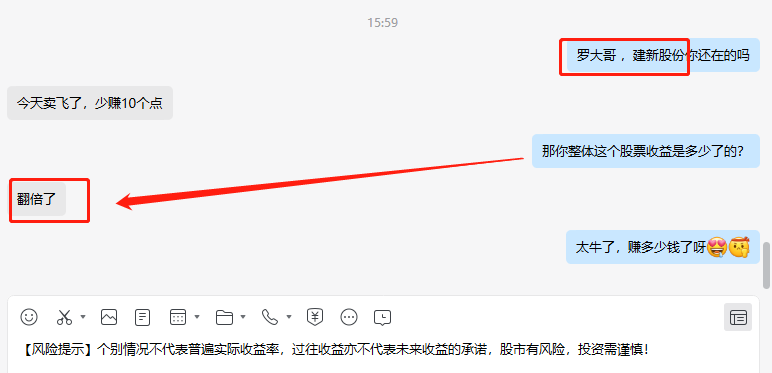 15:59
罗大哥，建新股份你还在的吗
今天卖飞了，少赚10个点
那你整体这个股票收益是多少了的？
翻倍了
太牛了，赚多少钱了呀
【风险提示】个别情况不代表普遍实际收益率，过往收益亦不代表未来收益的承诺，股市有风险，投资需谨慎！